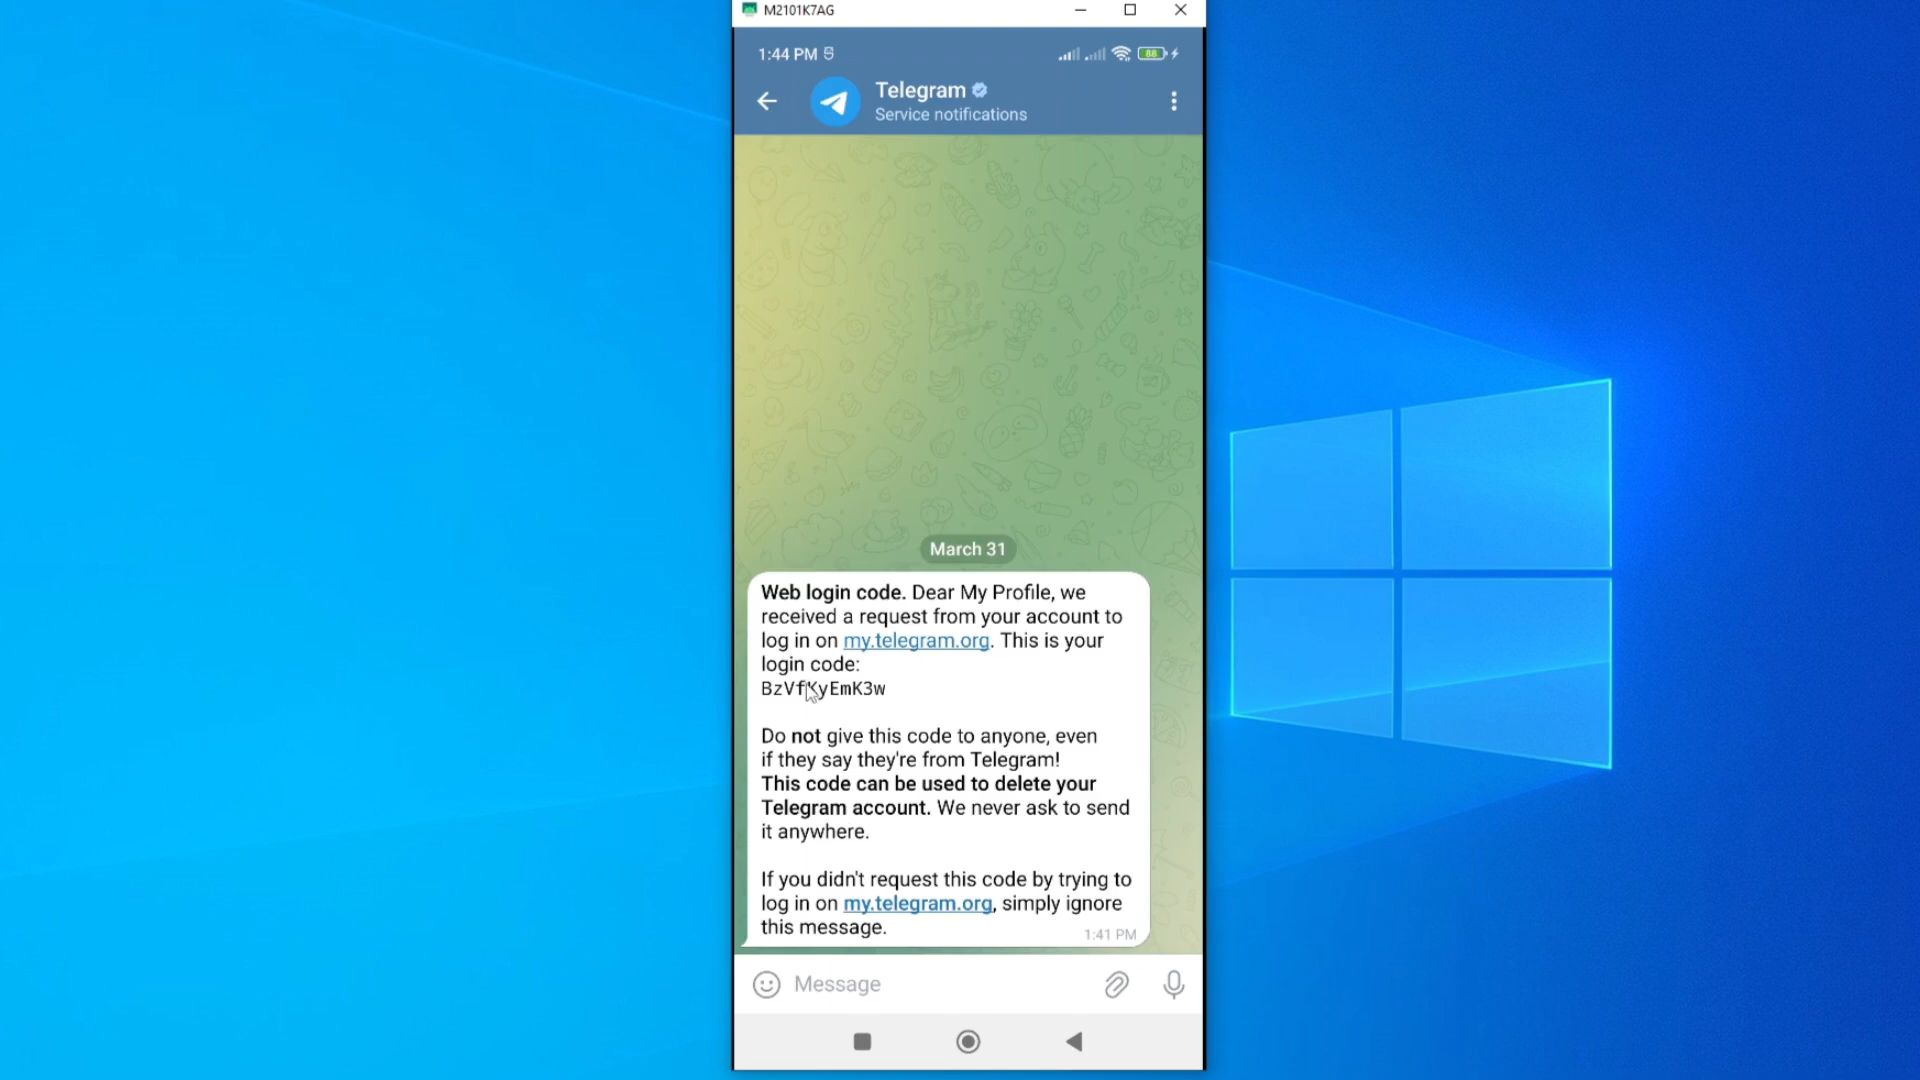 M2101K7AG
1:44 PM
88
Telegram
Service notifications
March 31
Web login code. Dear My Profile, we
received a request from your account to
log in on my.telegram.org. This is your
login code:
BzVfKyEmK3w
Do not give this code to anyone, even
if they say they're from Telegram!
This code can be used to delete your
Telegram account. We never ask to send
it anywhere.
If you didn't request this code by trying to
log in on my.telegram.org, simply ignore
this message.
1:41 PM
Message